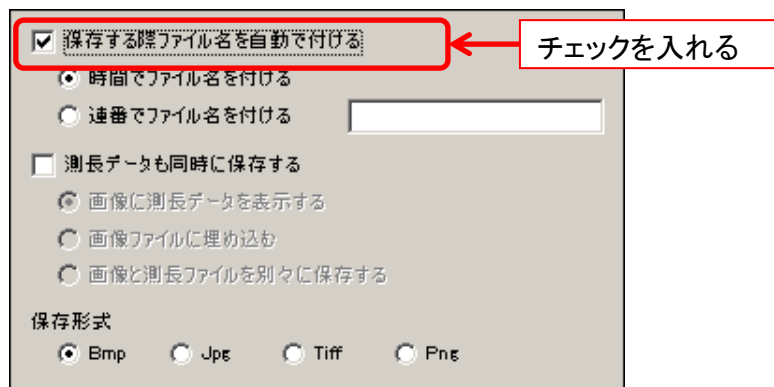 保存する際ファイル名を自動で付ける
チェックを入れる
時間でファイル名を付ける
連番でファイル名を付ける
測長データも同時に保存する
画像に測長データを表示する
画像ファイルに埋め込む
画像と測長ファイルを別々に保存する
保存形式
Bmp Jpg Tiff Png